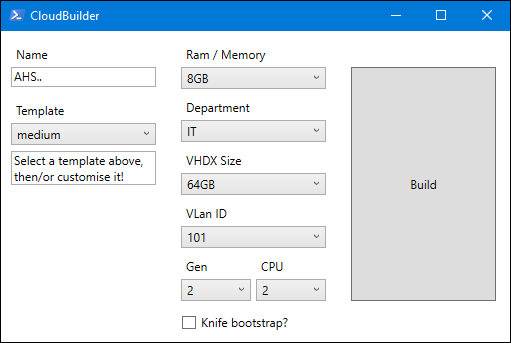 CloudBuilder
Name
AHS..
Template
medium
Select a template above,
then/or customise it!
Ram / Memory
8GB
Department
IT
VHDX Size
64GB
VLan ID
101
Gen
CPU
2
2
Knife bootstrap?
Build